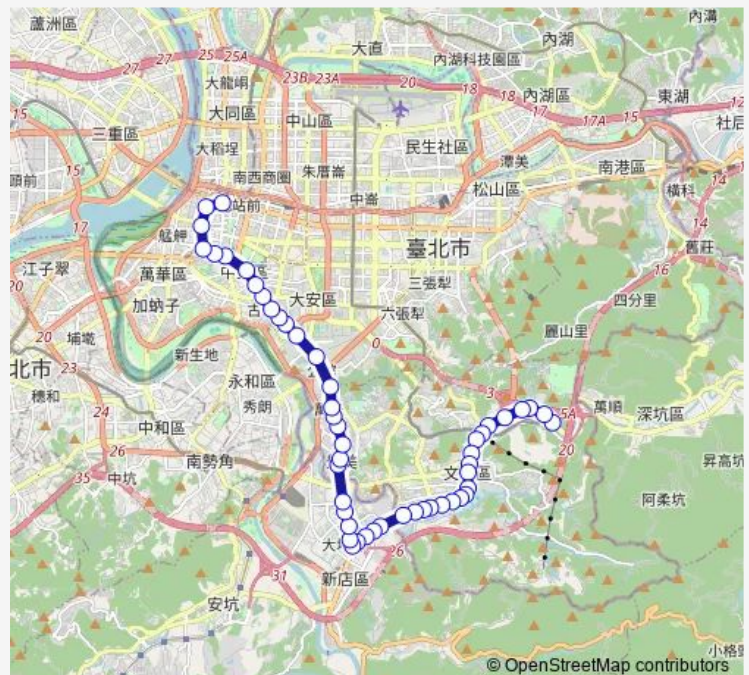 蘆洲區
內溝
大直
內湖
25
25A
27
27
內湖科技園區
大龍峒
23B
23A
20
18
內湖區
東湖
12
15
大同區
18
17
17A
15
中山區
社后
三重區
民生社區
大稻埕
潭美
15
朱厝崙
南港區
頭前
南西商圈
松山區
橫科
14
站前
中崙
17
14
艋舺
臺北市
舊莊
江子翠
萬華區
三張犁
16
大安區
四分里
20
加蚋子
六張犁
埔墘
0
麗山里
新生地
北市
23
永和區
3
穗和
秀朗
5A
萬順
24
深坑區
中和區
20
26
南勢角
昇高坑
35
中坑
阿柔坑
26
31
新店區
安坑
小格頭
© OpenStreetMap contributors